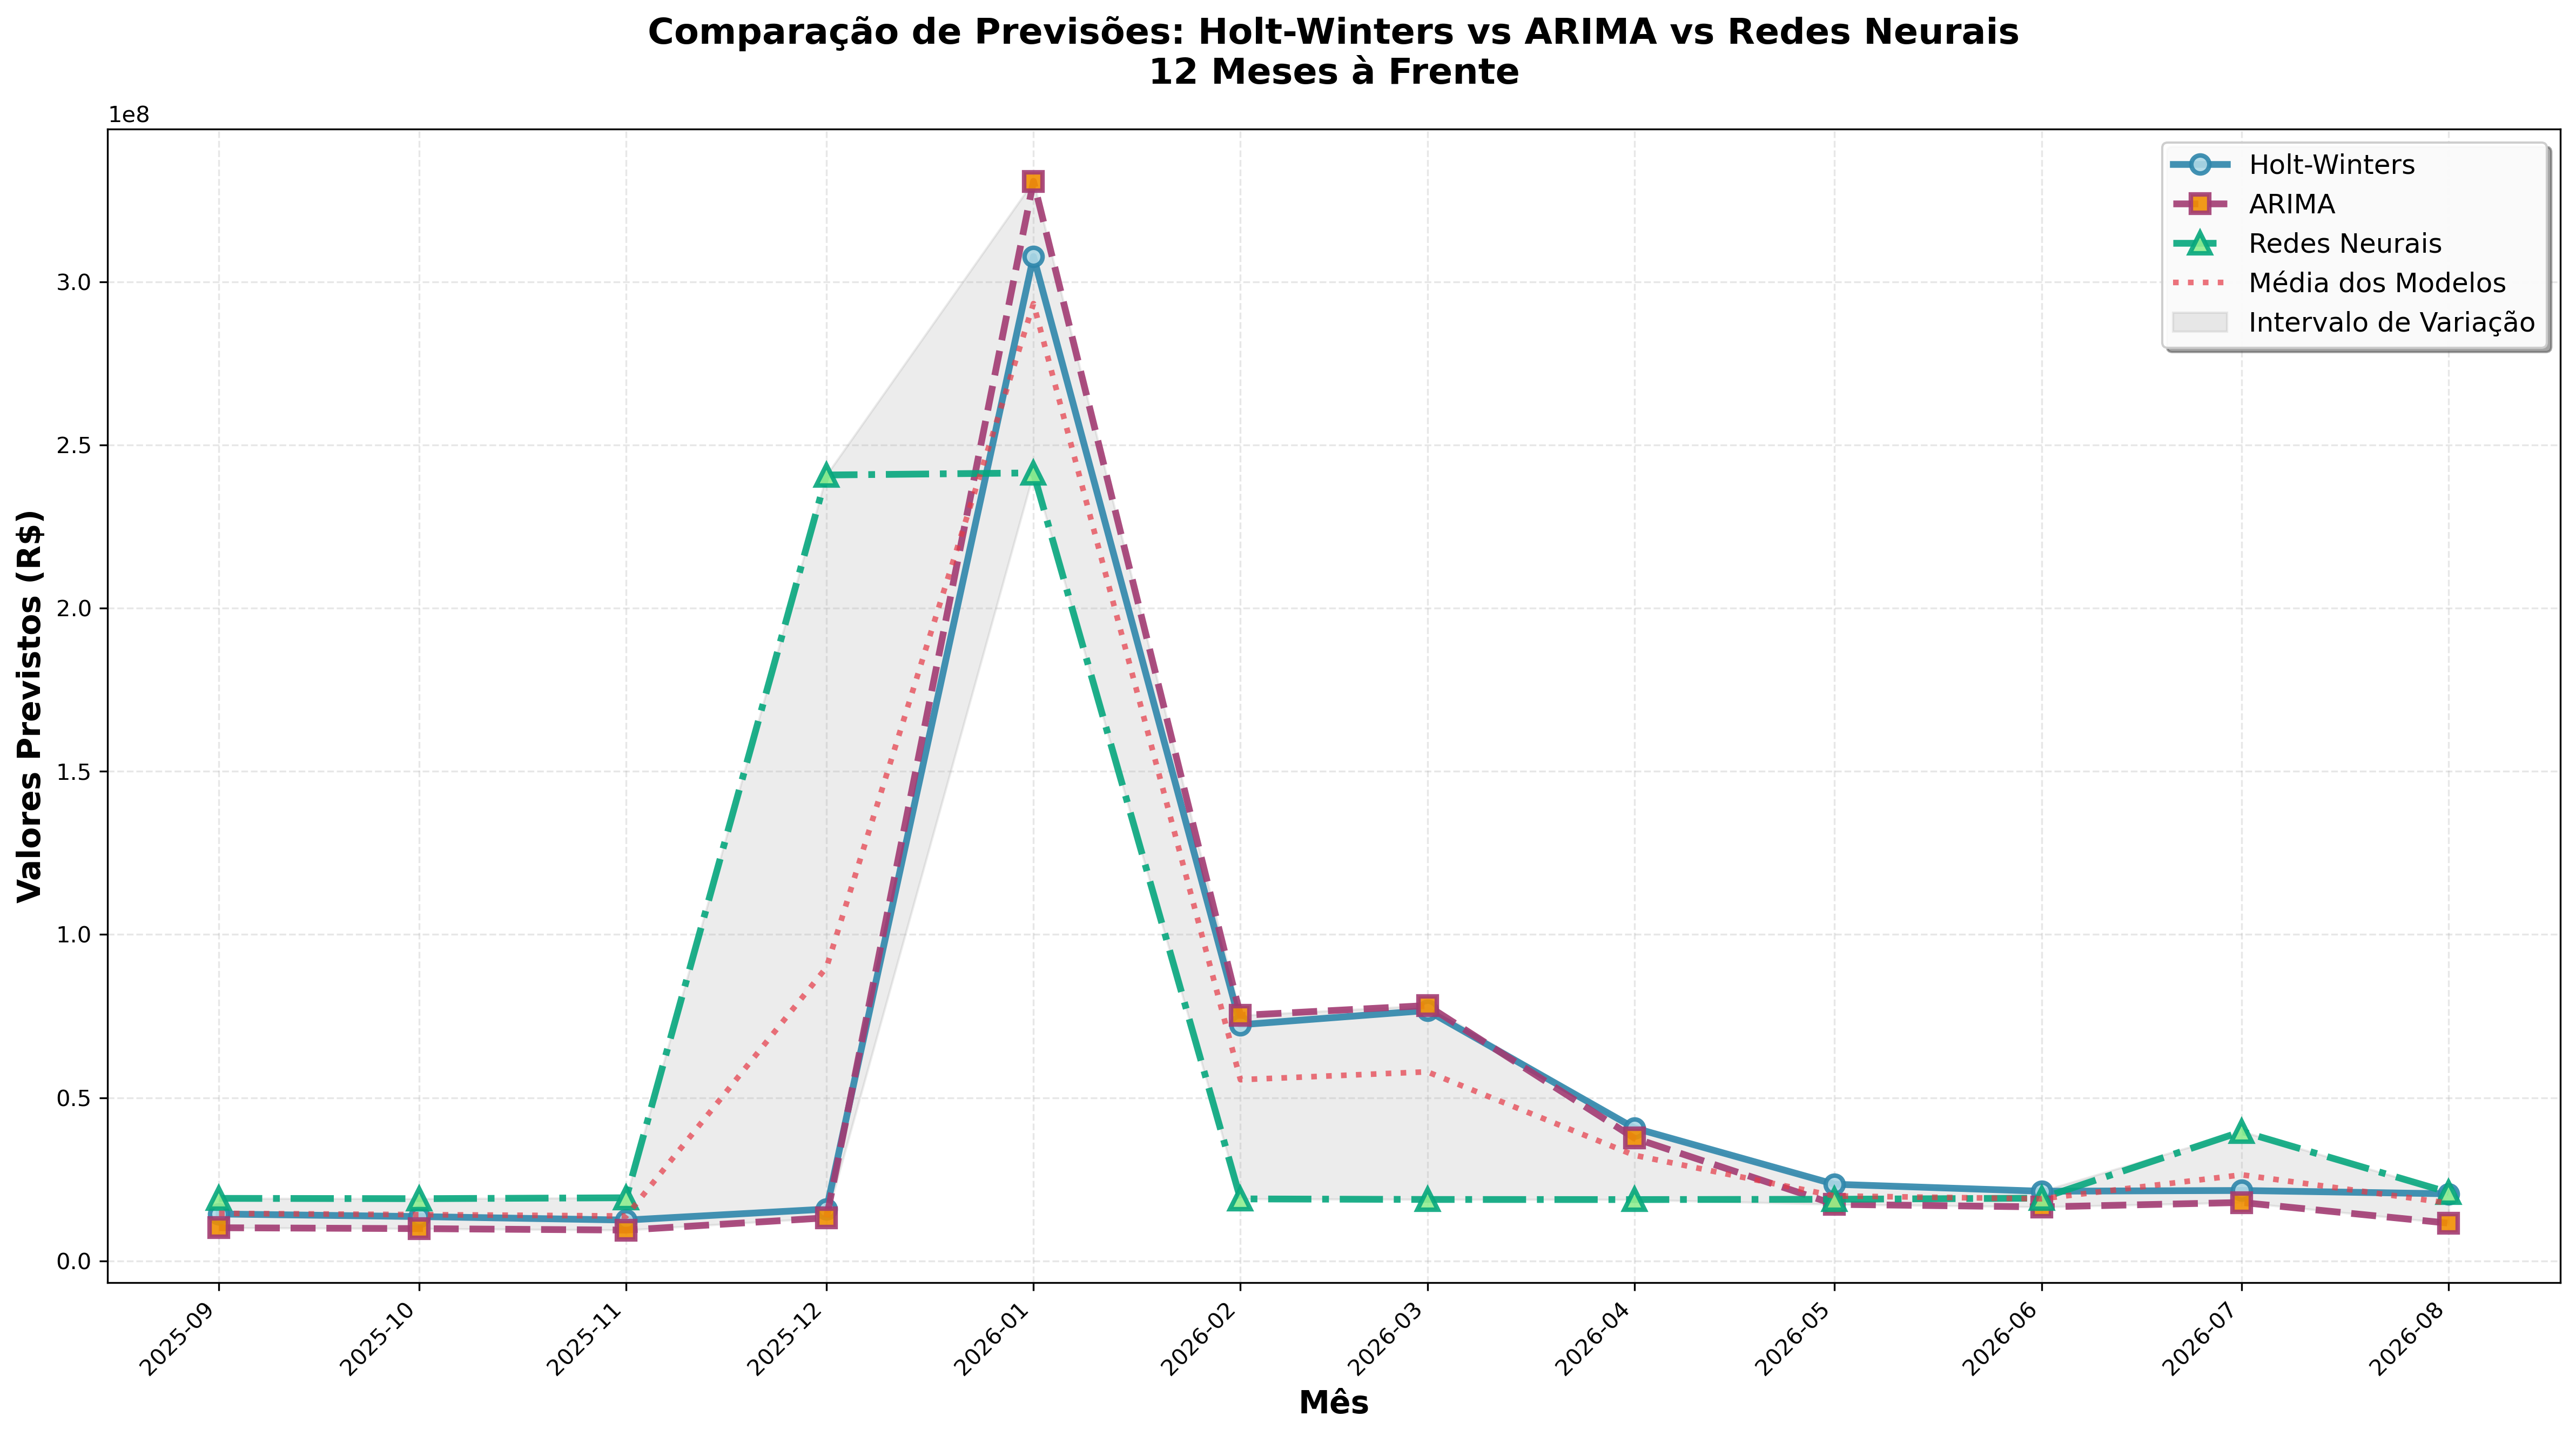 Comparação de Previsões: Holt-Winters vs ARIMA vs Redes Neurais
12 Meses à Frente
1e8
Holt-Winters
ARIMA
Redes Neurais
Média dos Modelos
Intervalo de Variação
Valores Previstos (R$)
3.0
2.5
2.0
1.5
1.0
0.5
0.0
2025-09
2025-10
2025-11
2025-12
2026-01
2026-02
2026-03
2026-04
2026-05
2026-06
2026-07
2026-08
Mês